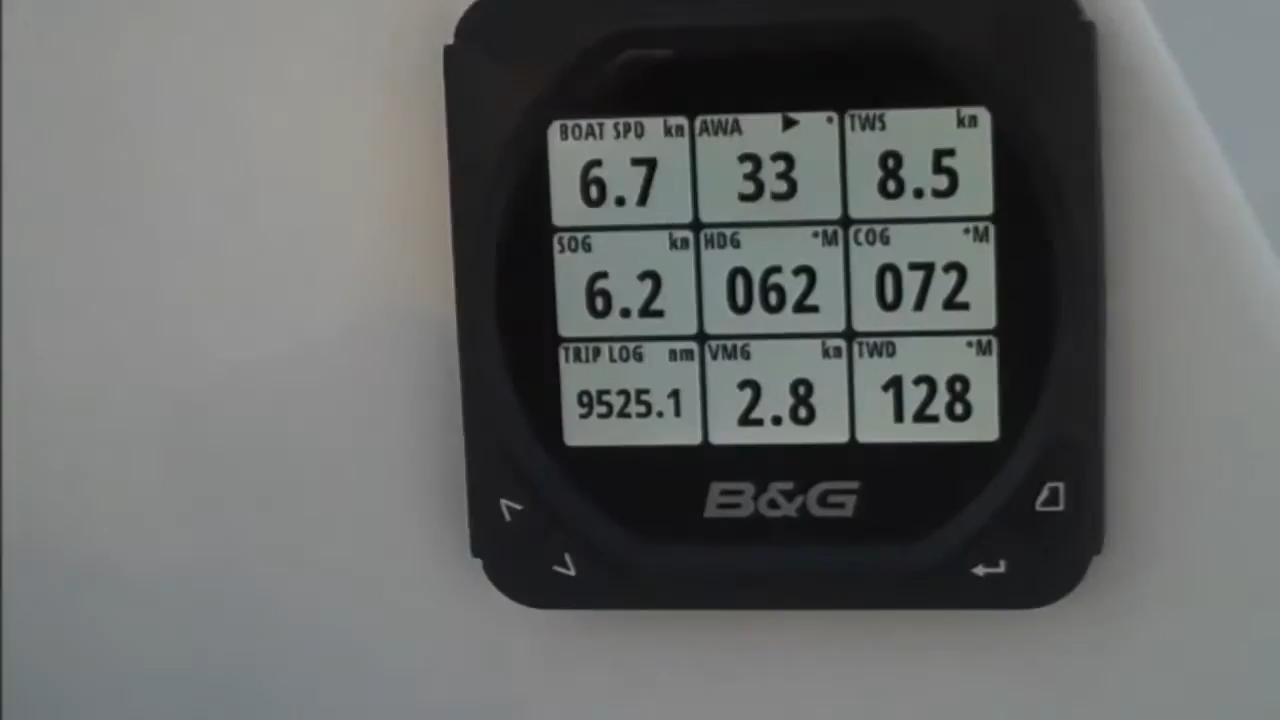 BOAT SPD kn AWA ▶ ° TWS kn
6.7 33 8.5
SOG kn HDG °M COG °M
6.2 062 072
TRIP LOG nm VMG kn TWD °M
9525.1 2.8 128
B&G